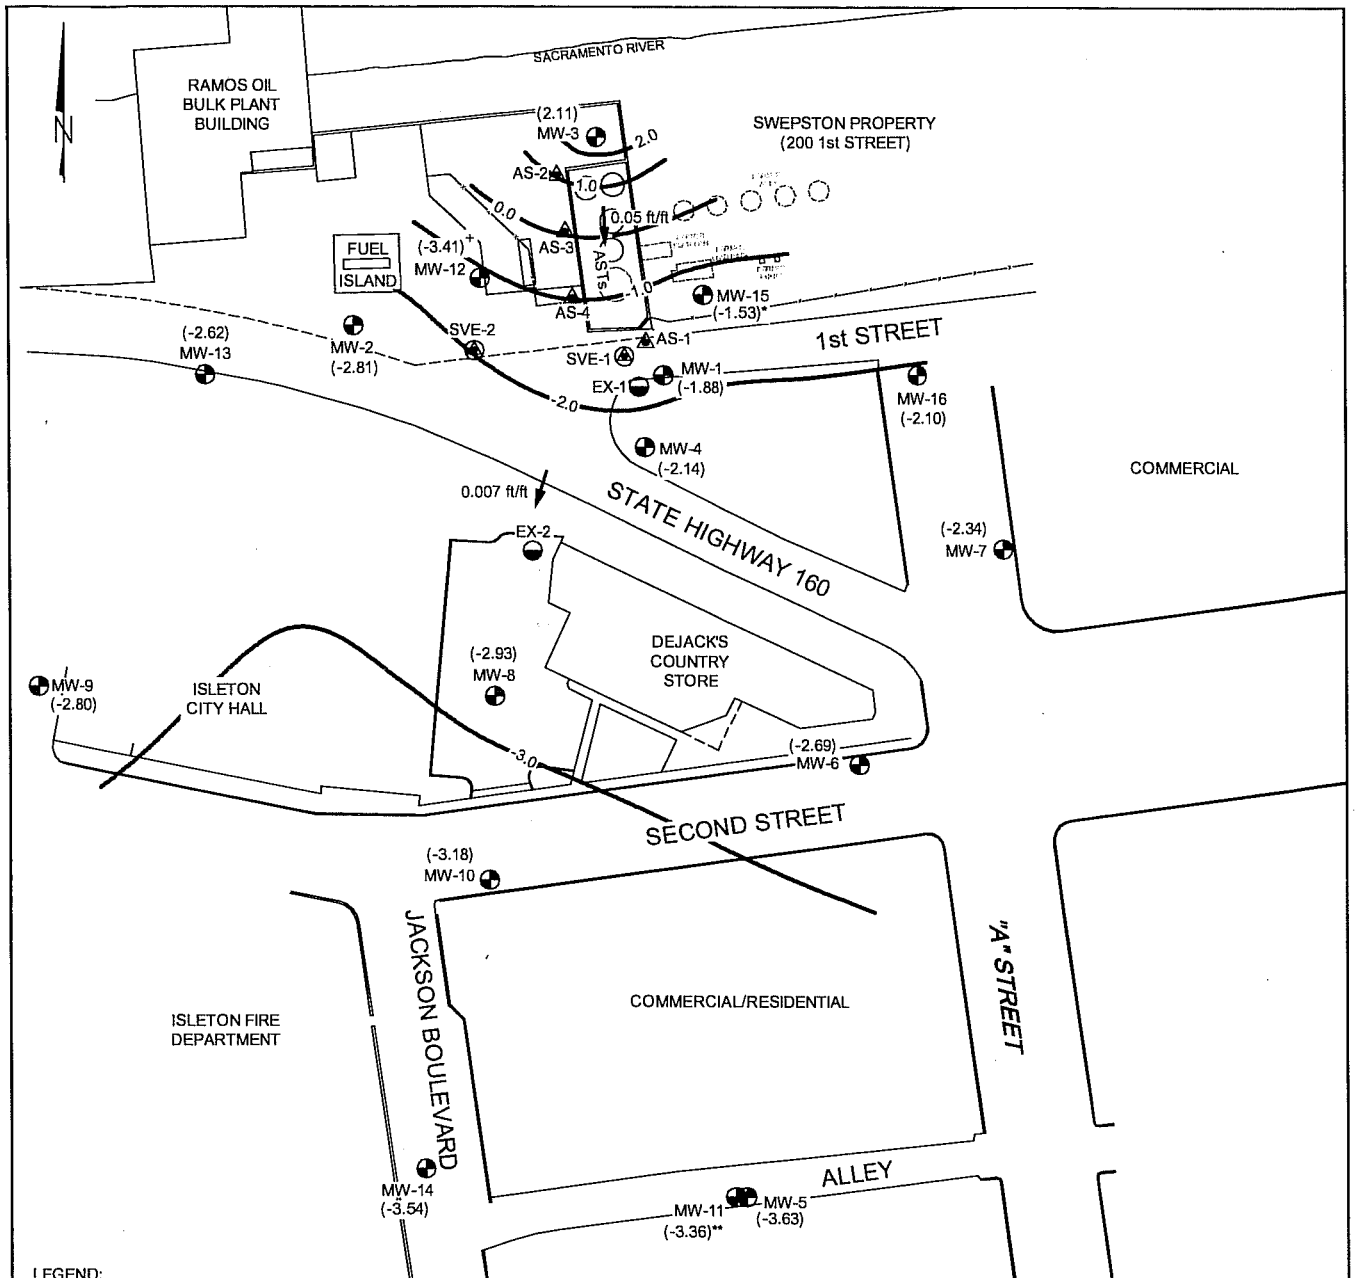 SACRAMENTO RIVER
RAMOS OIL
BULK PLANT
BUILDING
N
(2.11)
MW-3
2.0
SWEPSTON PROPERTY
(200 1st STREET)
AS-2
1.0
0.0
0.05 ft/ft
AS-3
ASTs
(-3.41)+
MW-12
FUEL
ISLAND
-1.0
AS-4
MW-15
(-1.53)*
1st STREET
(-2.62)
MW-13
MW-2
(-2.81)
SVE-2
AS-1
SVE-1
MW-1
(-1.88)
EX-1
-2.0
MW-16
(-2.10)
MW-4
(-2.14)
COMMERCIAL
0.007 ft/ft
STATE HIGHWAY 160
EX-2
(-2.34)
MW-7
DEJACK'S
COUNTRY
STORE
(-2.93)
MW-8
MW-9
(-2.80)
ISLETON
CITY HALL
-3.0
(-2.69)
MW-6
SECOND STREET
(-3.18)
MW-10
JACKSON BOULEVARD
"A" STREET
COMMERCIAL/RESIDENTIAL
ISLETON FIRE
DEPARTMENT
MW-14
(-3.54)
ALLEY
MW-11
(-3.36)**
MW-5
(-3.63)
LEGEND: